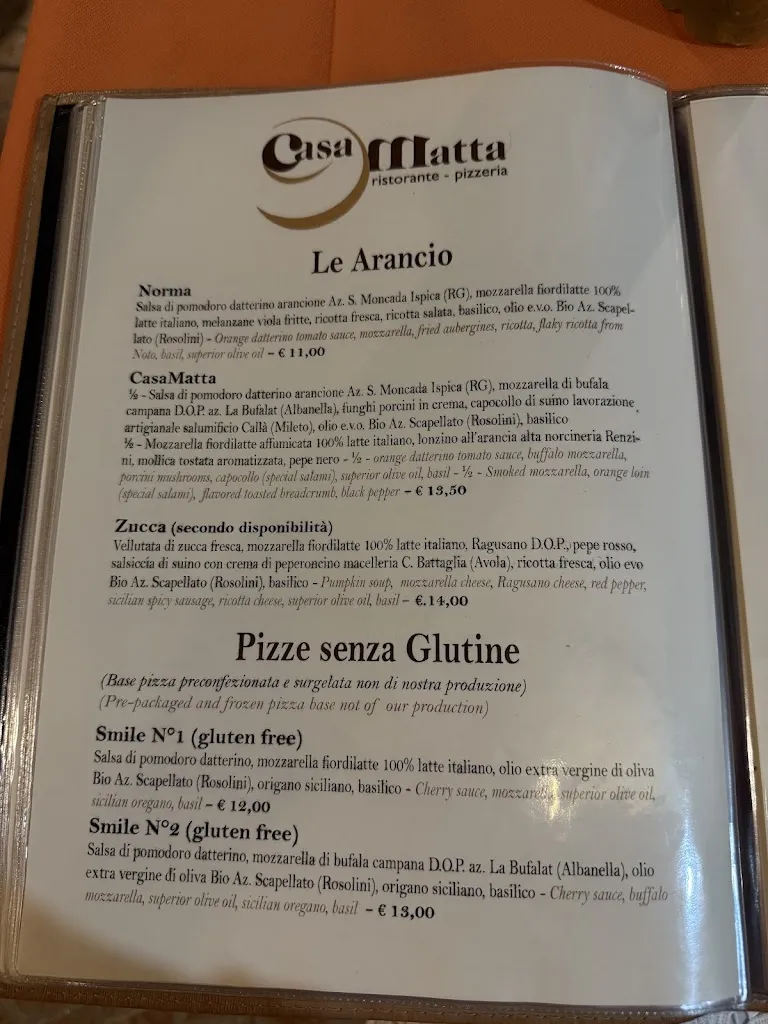 Casa Matta
ristorante - pizzeria
Le Arancio
Norma
Salsa di pomodoro datterino arancione Az. S. Moncada Ispica (RG), mozzarella fiordilatte 100%
latte italiano, melanzane viola fritte, ricotta fresca, ricotta salata, basilico, olio e.v.o. Bio Az. Scapel-
lato (Rosolini) - Orange datterino tomato sauce, mozzarella, fried aubergines, ricotta, flaky ricotta from
Noto, basil, superior olive oil - € 11,00
CasaMatta
½ - Salsa di pomodoro datterino arancione Az. S. Moncada Ispica (RG), mozzarella di bufala
campana D.O.P. az. La Bufalat (Albanella), funghi porcini in crema, capocollo di suino lavorazione
artigianale salumificio Callà (Mileto), olio e.v.o. Bio Az. Scapellato (Rosolini), basilico
½ - Mozzarella fiordilatte affumicata 100% latte italiano, lonzino all'arancia alta norcineria Renzi-
ni, mollica tostata aromatizzata, pepe nero - ½ - orange datterino tomato sauce, buffalo mozzarella,
porcini mushrooms, capocollo (special salami), superior olive oil, basil - ½ - Smoked mozzarella, orange loin
(special salami), flavored toasted breadcrumb, black pepper - € 13,50
Zucca (secondo disponibilità)
Vellutata di zucca fresca, mozzarella fiordilatte 100% latte italiano, Ragusano D.O.P., pepe rosso,
salsiccia di suino con crema di peperoncino macelleria C. Battaglia (Avola), ricotta fresca, olio evo
Bio Az. Scapellato (Rosolini), basilico - Pumpkin soup, mozzarella cheese, Ragusano cheese, red pepper,
sicilian spicy sausage, ricotta cheese, superior olive oil, basil - €.14,00
Pizze senza Glutine
(Base pizza preconfezionata e surgelata non di nostra produzione)
(Pre-packaged and frozen pizza base not of our production)
Smile N°1 (gluten free)
Salsa di pomodoro datterino, mozzarella fiordilatte 100% latte italiano, olio extra vergine di oliva
Bio Az. Scapellato (Rosolini), origano siciliano, basilico - Cherry sauce, mozzarella, superior olive oil,
sicilian oregano, basil - € 12,00
Smile N°2 (gluten free)
Salsa di pomodoro datterino, mozzarella di bufala campana D.O.P. az. La Bufalat (Albanella), olio
extra vergine di oliva Bio Az. Scapellato (Rosolini), origano siciliano, basilico - Cherry sauce, buffalo
mozzarella, superior olive oil, sicilian oregano, basil - € 13,00